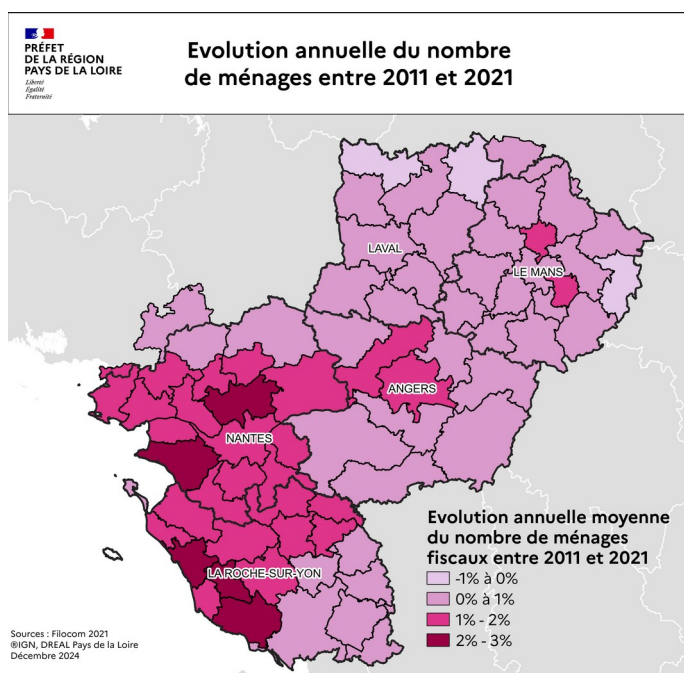 PRÉFET
DE LA RÉGION
PAYS DE LA LOIRE
Liberté
Égalité
Fraternité
Evolution annuelle du nombre
de ménages entre 2011 et 2021
LAVAL
LE MANS
ANGERS
NANTES
LA ROCHE-SUR-YON
Evolution annuelle moyenne
du nombre de ménages
fiscaux entre 2011 et 2021
-1% à 0%
0% à 1%
1% - 2%
2% - 3%
Sources : Filocom 2021
®IGN, DREAL Pays de la Loire
Décembre 2024